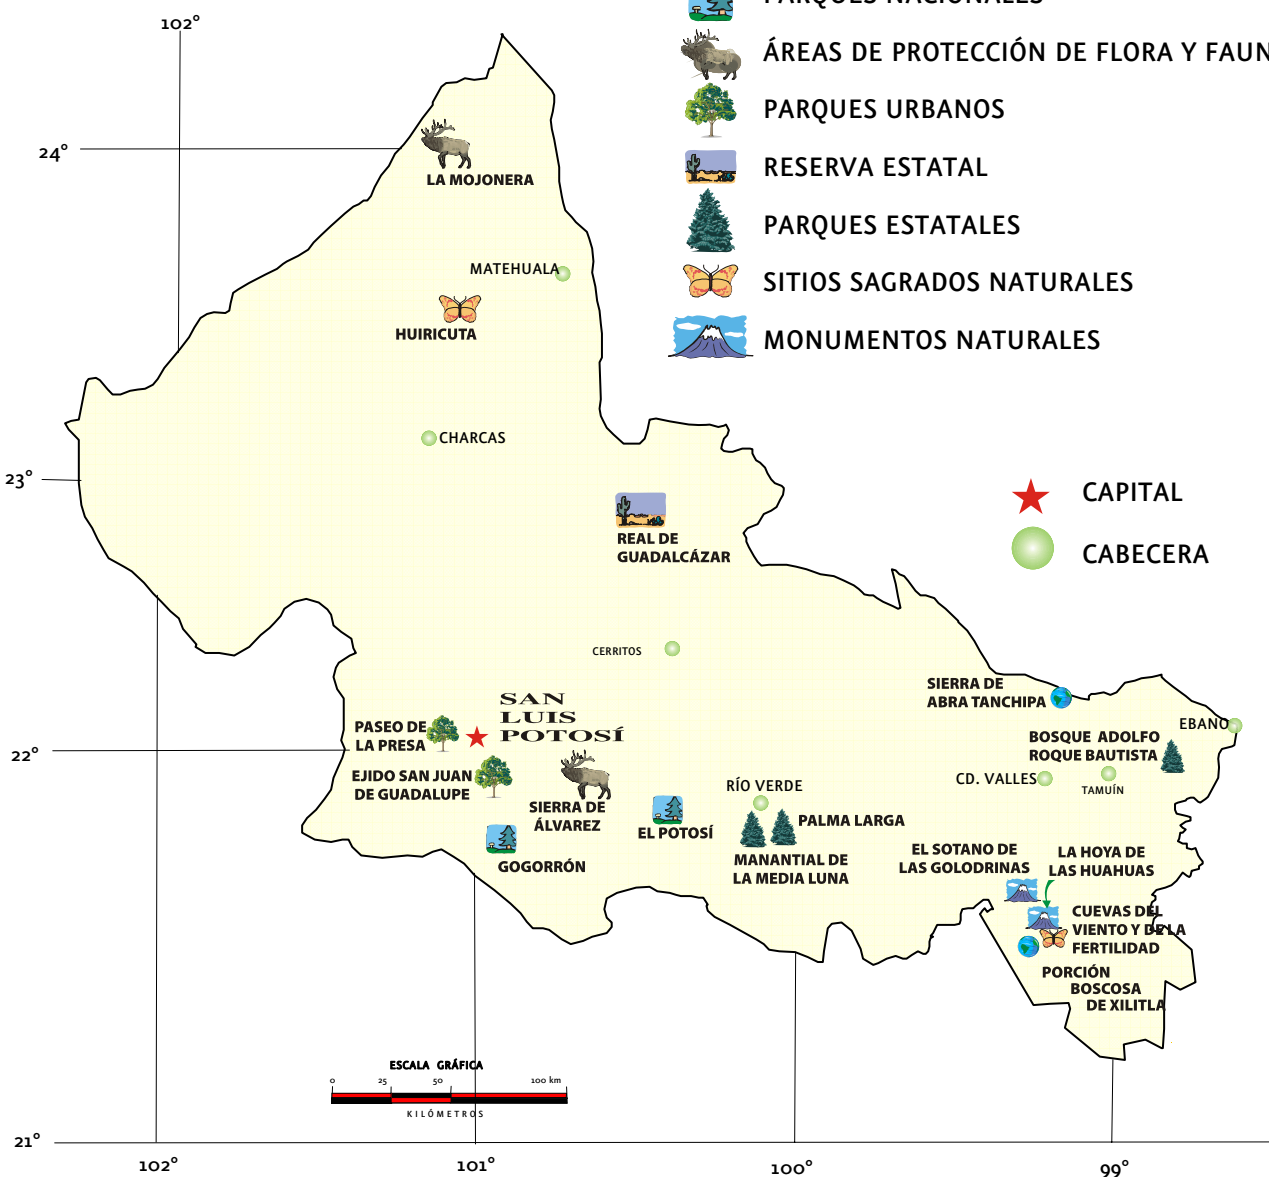 102°
PARQUES NACIONALES
ÁREAS DE PROTECCIÓN DE FLORA Y FAUN
PARQUES URBANOS
RESERVA ESTATAL
PARQUES ESTATALES
SITIOS SAGRADOS NATURALES
MONUMENTOS NATURALES
24°
LA MOJONERA
MATEHUALA
HUIRICUTA
CHARCAS
23°
REAL DE
GUADALCÁZAR
CAPITAL
CABECERA
CERRITOS
SAN
LUIS
POTOSÍ
SIERRA DE
ABRA TANCHIPA
EBANO
PASEO DE
LA PRESA
22°
BOSQUE ADOLFO
ROQUE BAUTISTA
EJIDO SAN JUAN
DE GUADALUPE
CD. VALLES
TAMUÍN
RÍO VERDE
SIERRA DE
ÁLVAREZ
EL POTOSÍ
PALMA LARGA
GOGORRÓN
MANANTIAL DE
LA MEDIA LUNA
EL SOTANO DE
LAS GOLODRINAS
LA HOYA DE
LAS HUAHUAS
CUEVAS DEL
VIENTO Y DE LA
FERTILIDAD
PORCIÓN
BOSCOSA
DE XILITLA
ESCALA GRÁFICA
0 25 50 100 km
KILÓMETROS
21°
102° 101° 100° 99°